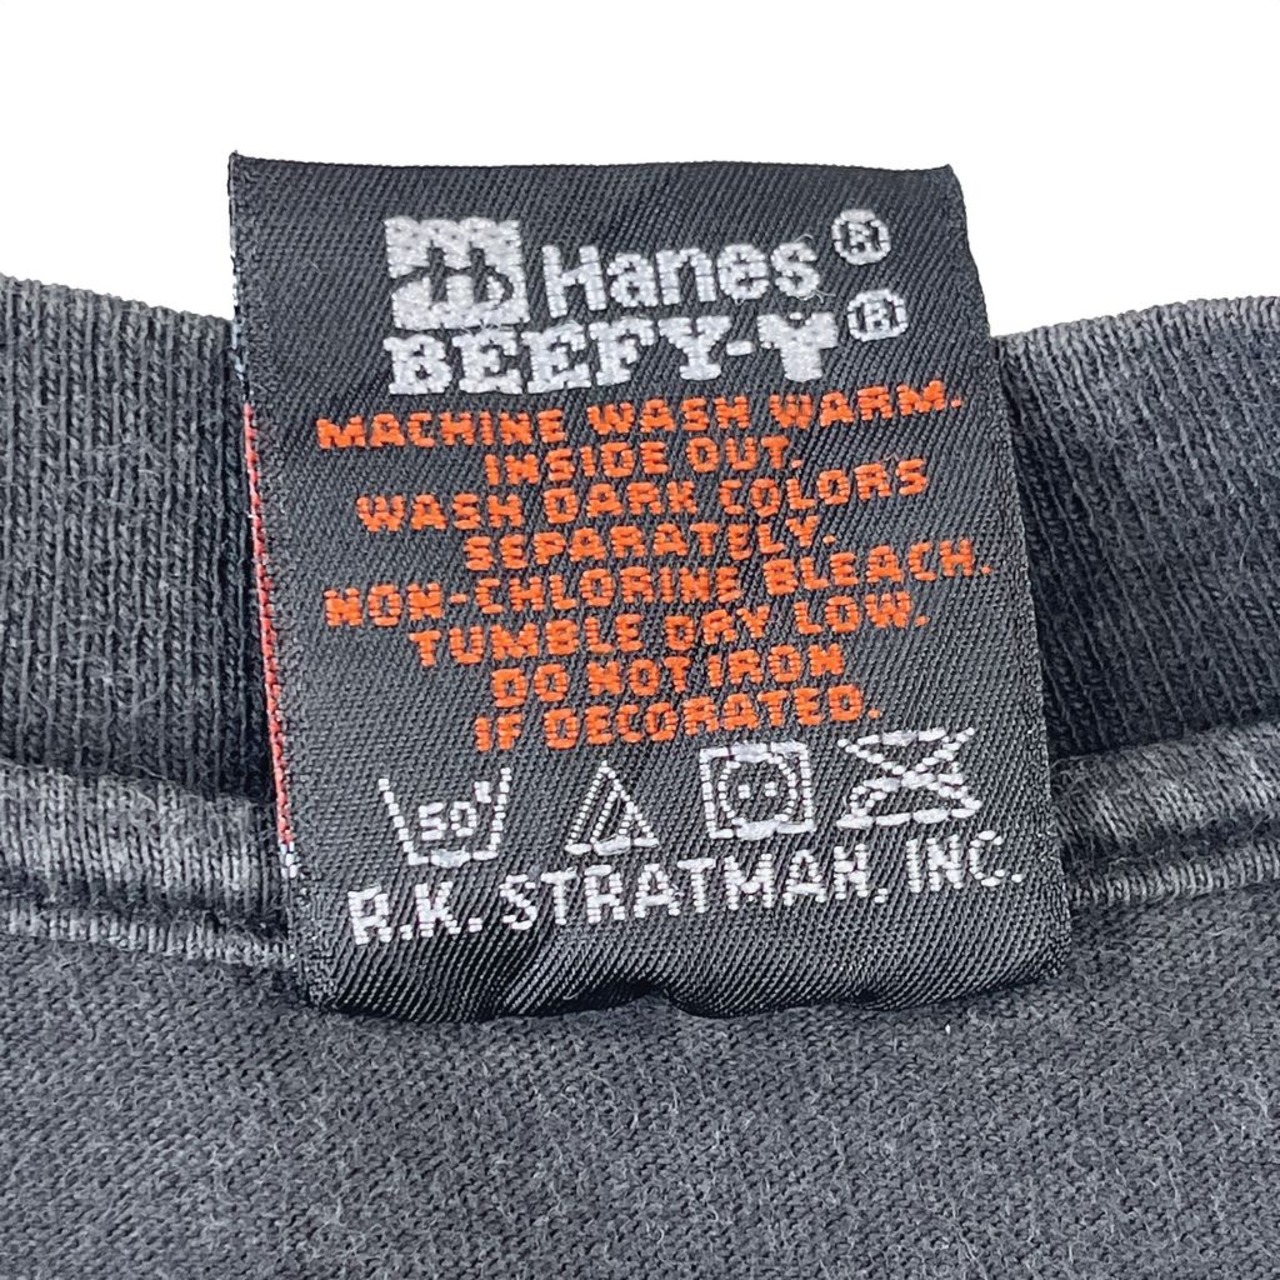 Hanes®
BEEFY-T®
MACHINE WASH WARM.
INSIDE OUT.
WASH DARK COLORS
SEPARATELY.
NON-CHLORINE BLEACH.
TUMBLE DRY LOW.
DO NOT IRON
IF DECORATED.
50°
R.K. STRATMAN, INC.